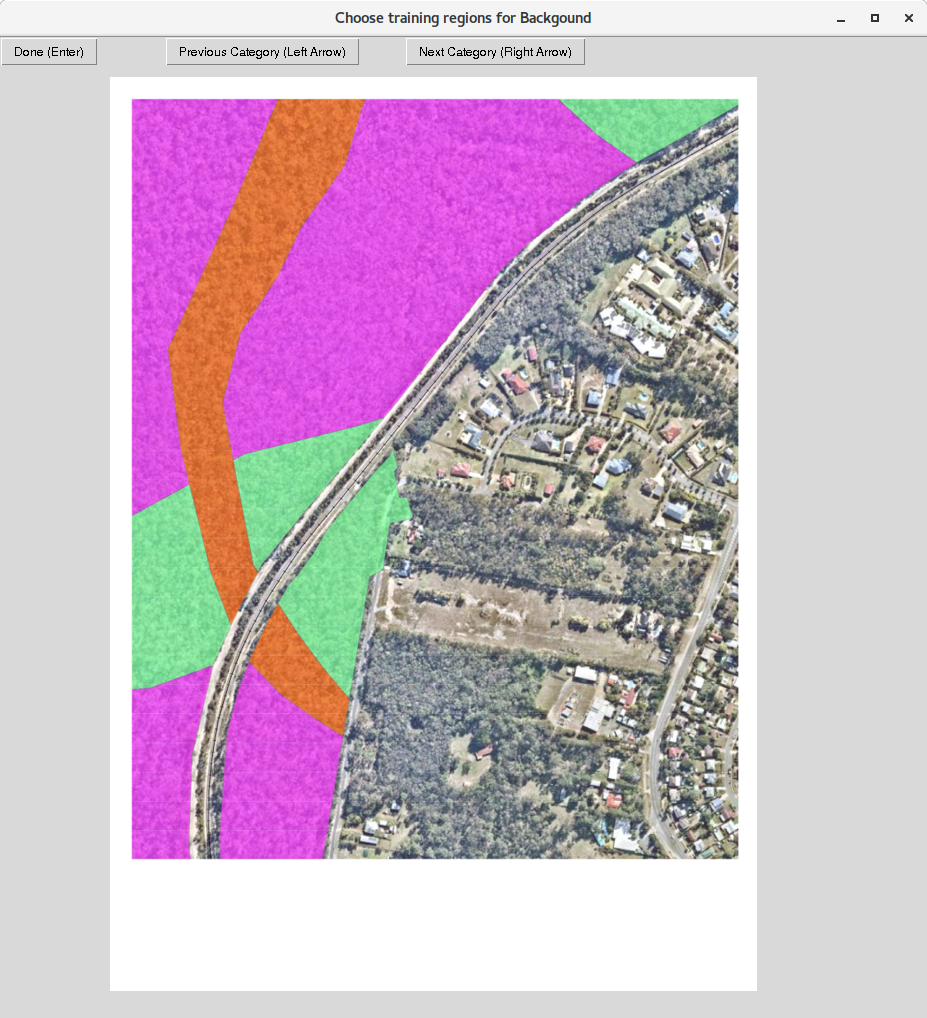 Choose training regions for Backgound
Done (Enter)
Previous Category (Left Arrow)
Next Category (Right Arrow)